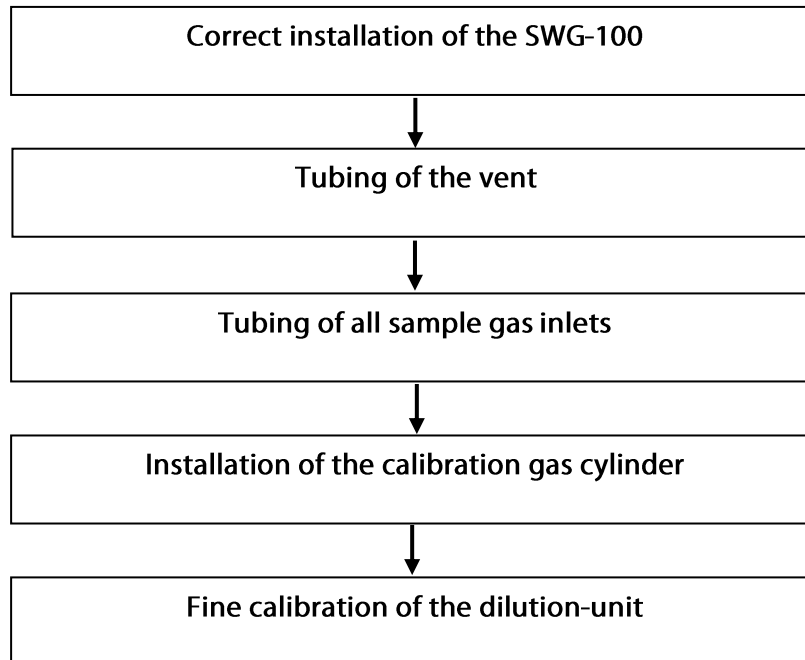 Correct installation of the SWG-100
Tubing of the vent
Tubing of all sample gas inlets
Installation of the calibration gas cylinder
Fine calibration of the dilution-unit